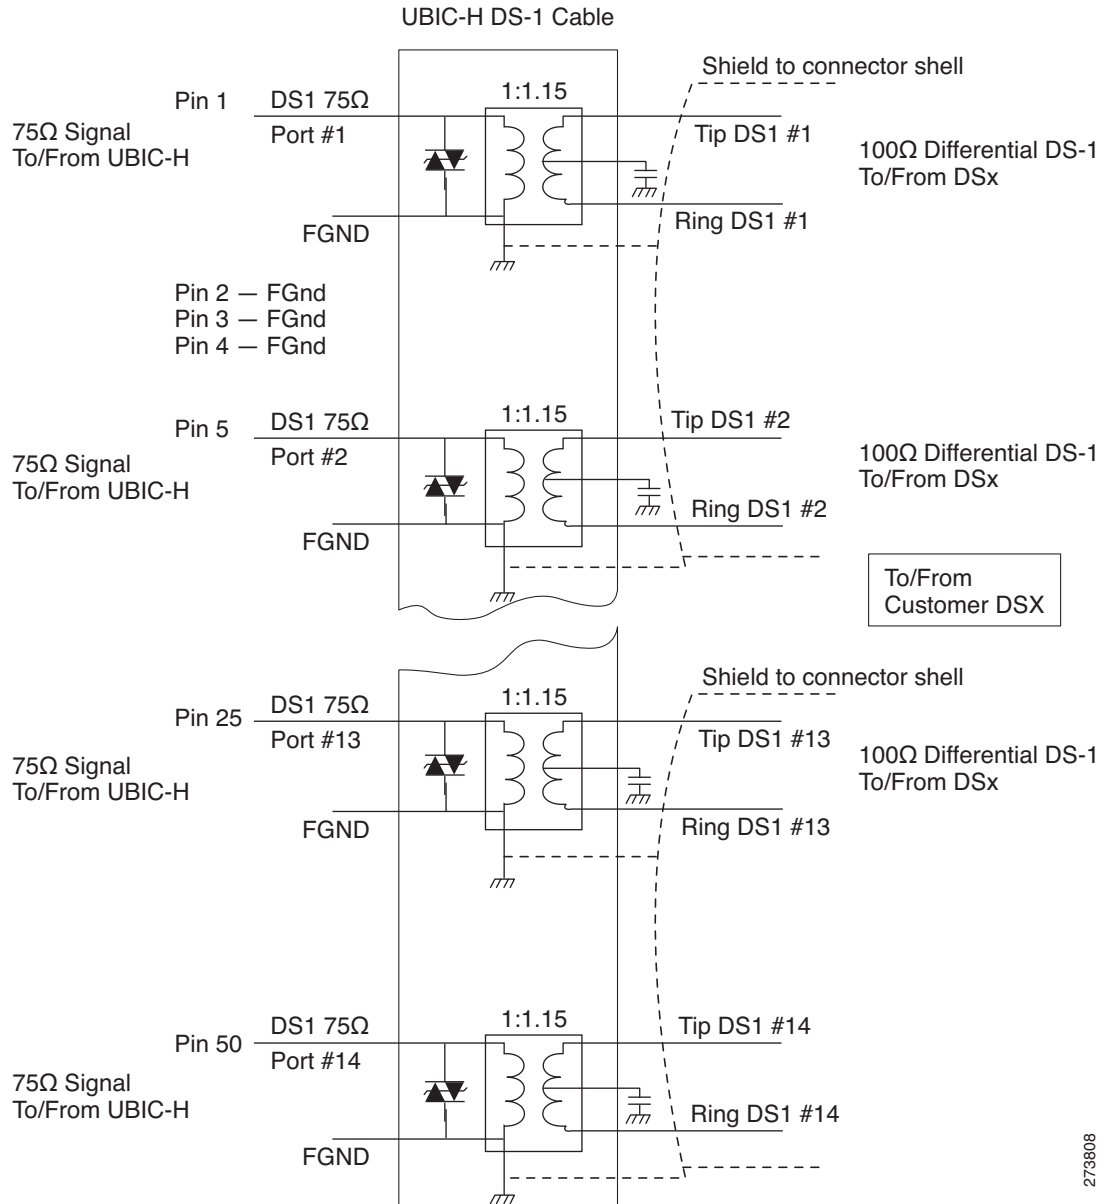 UBIC-H DS-1 Cable
Shield to connector shell
Pin 1
DS1 75Ω
1:1.15
75Ω Signal
To/From UBIC-H
Port #1
Tip DS1 #1
100Ω Differential DS-1
To/From DSx
FGND
Ring DS1 #1
Pin 2 — FGnd
Pin 3 — FGnd
Pin 4 — FGnd
Pin 5
DS1 75Ω
1:1.15
Tip DS1 #2
75Ω Signal
To/From UBIC-H
Port #2
100Ω Differential DS-1
To/From DSx
FGND
Ring DS1 #2
To/From
Customer DSX
Shield to connector shell
Pin 25
DS1 75Ω
1:1.15
75Ω Signal
To/From UBIC-H
Port #13
Tip DS1 #13
100Ω Differential DS-1
To/From DSx
FGND
Ring DS1 #13
Pin 50
DS1 75Ω
1:1.15
Tip DS1 #14
75Ω Signal
To/From UBIC-H
Port #14
Ring DS1 #14
FGND
273808